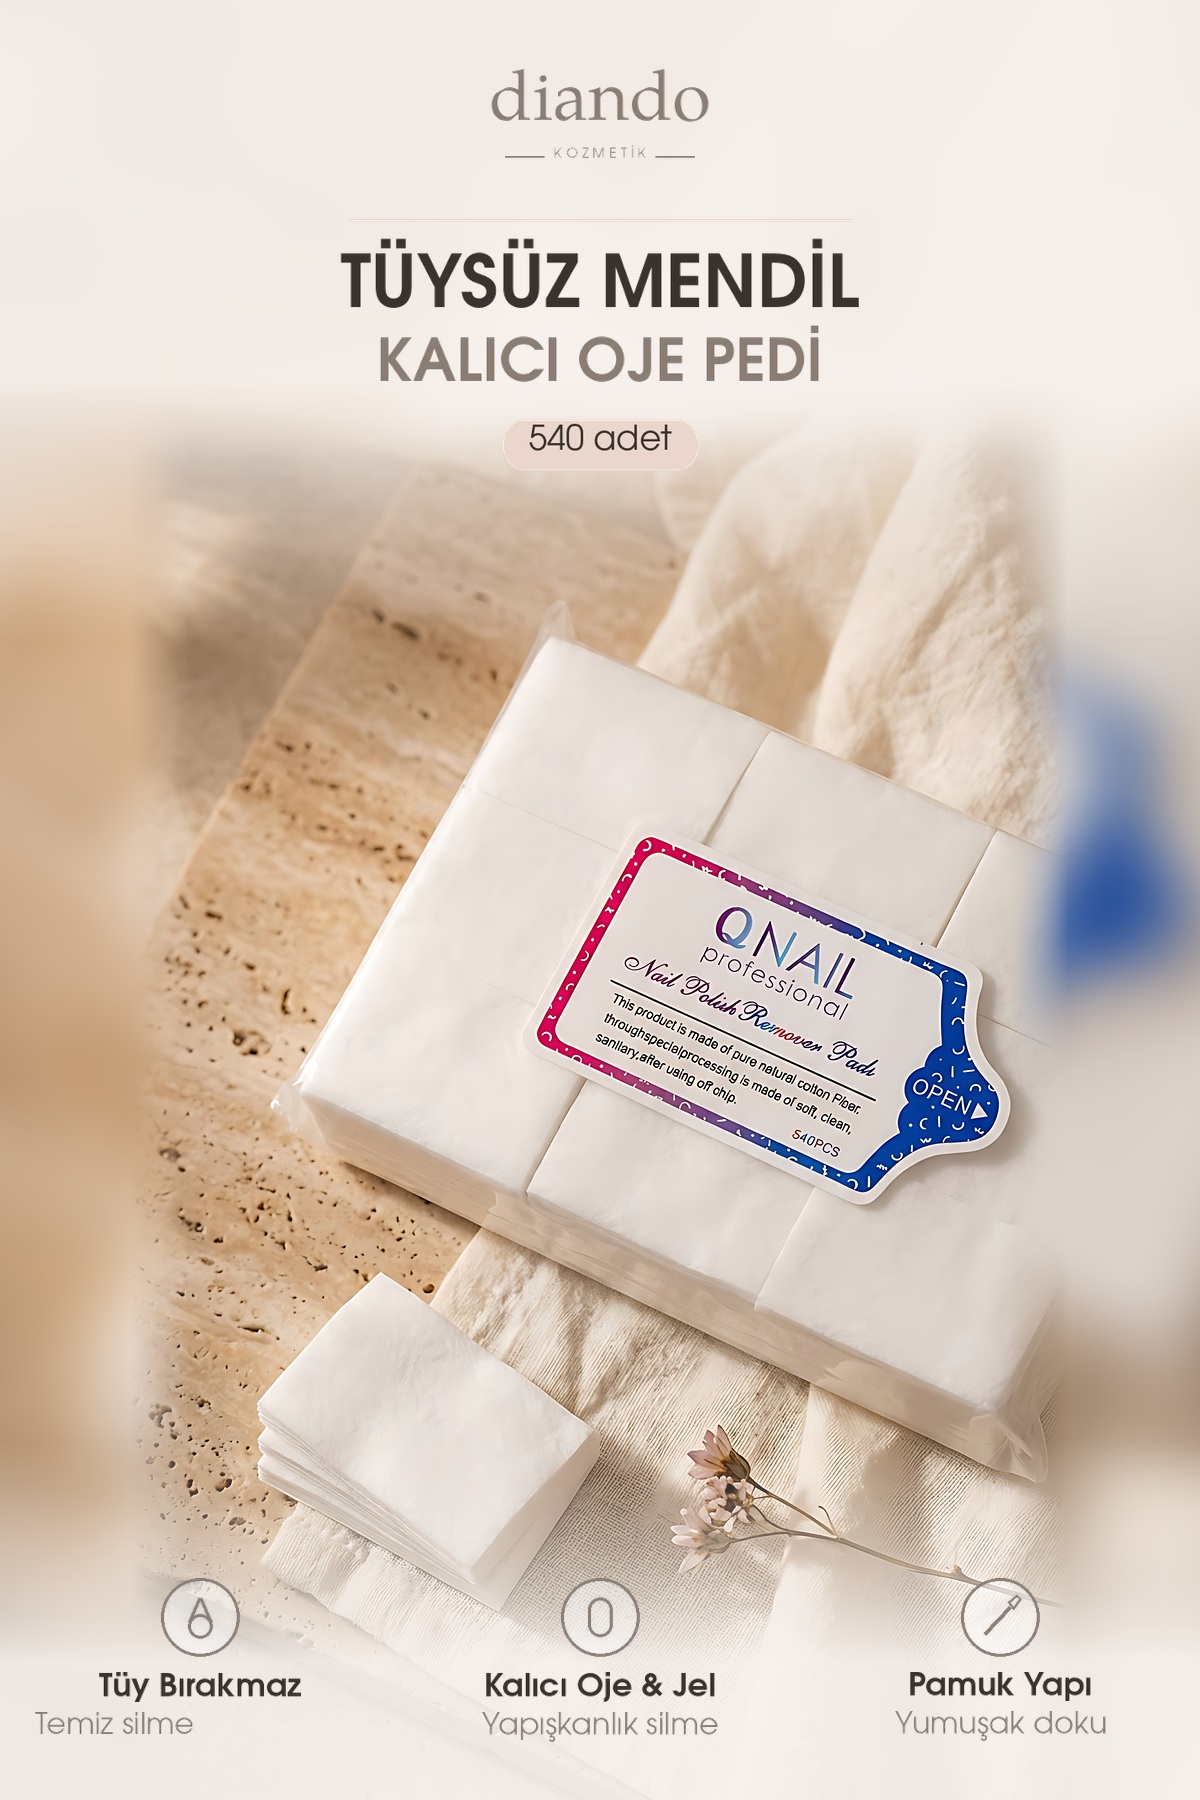 diando
KOZMETİK
TÜYSÜZ MENDİL
KALICI OJE PEDİ
540 adet
QNAIL
professional
Nail Polish Remover Pads
This product is made of pure natural cotton Fiber.
throughspecialprocessing is made of soft, clean,
sanilary,after using off chip.
540PCS
OPEN
Tüy Bırakmaz
Temiz silme
Kalıcı Oje & Jel
Yapışkanlık silme
Pamuk Yapı
Yumuşak doku